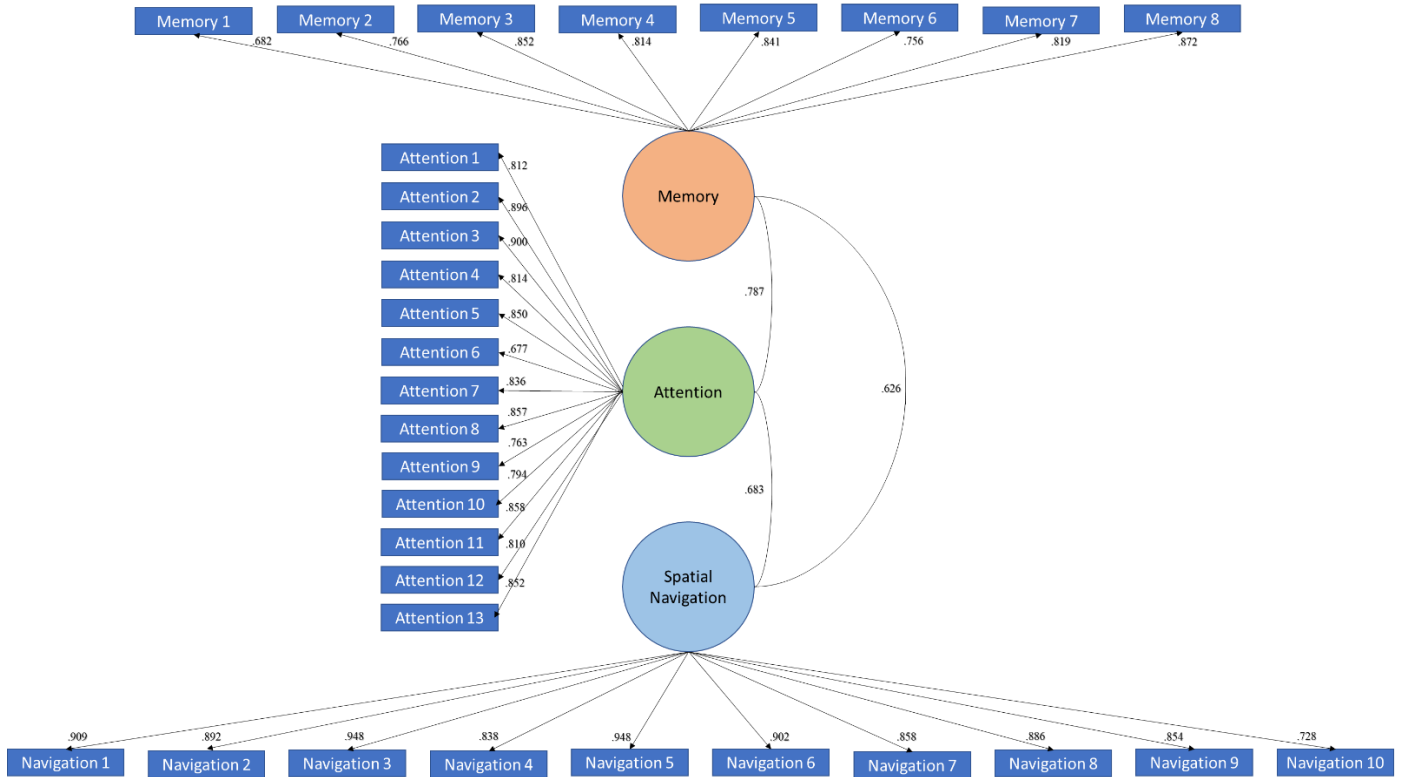 Memory 1
Memory 2
Memory 3
Memory 4
Memory 5
Memory 6
Memory 7
Memory 8
.682
.766
.852
.814
.841
.756
.819
.872
Attention 1
.812
Attention 2
.896
Attention 3
.900
Attention 4
.814
Attention 5
.850
Attention 6
.677
Attention 7
.836
Attention 8
.857
Attention 9
.763
Attention 10
.794
Attention 11
.858
Attention 12
.810
Attention 13
.852
Memory
.787
Attention
.626
.683
Spatial
Navigation
.909
.892
.948
.838
.948
.902
.858
.886
.854
.728
Navigation 1
Navigation 2
Navigation 3
Navigation 4
Navigation 5
Navigation 6
Navigation 7
Navigation 8
Navigation 9
Navigation 10